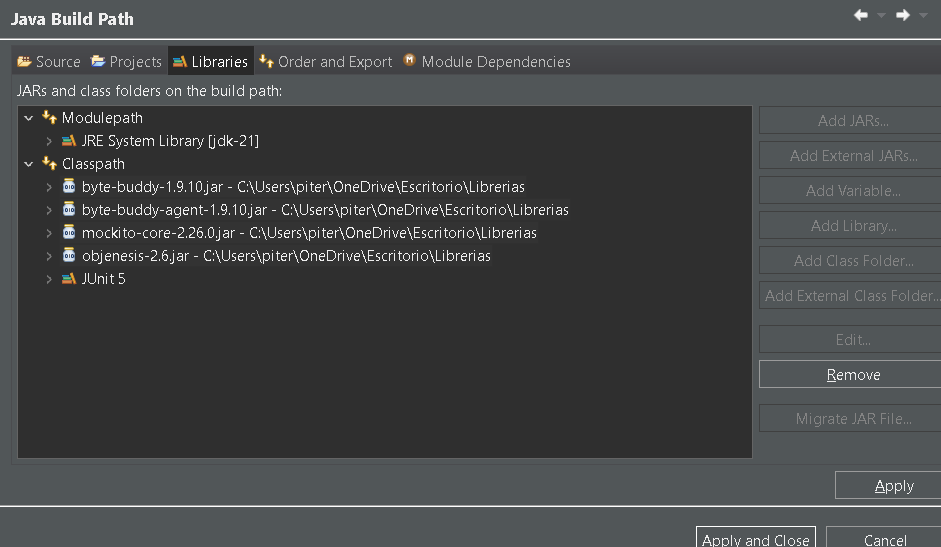 Java Build Path
Source Projects Libraries Order and Export M Module Dependencies
JARs and class folders on the build path:
Modulepath
JRE System Library [jdk-21]
Classpath
byte-buddy-1.9.10.jar - C:\Users\piter\OneDrive\Escritorio\Librerias
byte-buddy-agent-1.9.10.jar - C:\Users\piter\OneDrive\Escritorio\Librerias
mockito-core-2.26.0.jar - C:\Users\piter\OneDrive\Escritorio\Librerias
objenesis-2.6.jar - C:\Users\piter\OneDrive\Escritorio\Librerias
JUnit 5
Add JARs...
Add External JARs...
Add Variable...
Add Library...
Add Class Folder...
Add External Class Folder...
Edit...
Remove
Migrate JAR File...
Apply
Apply and Close Cancel